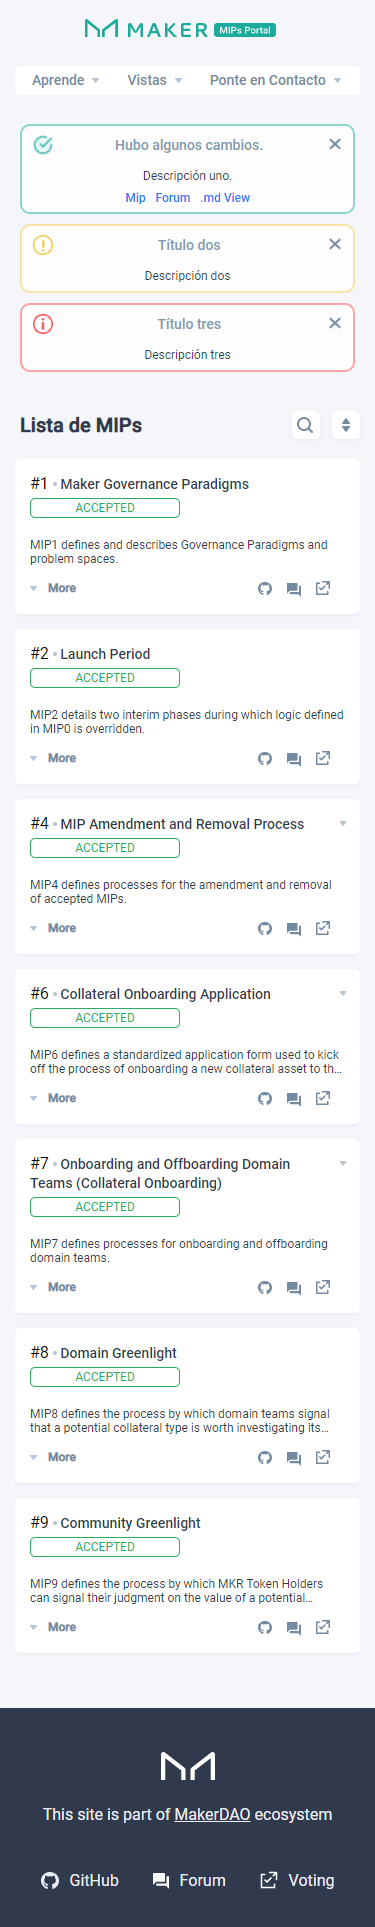 MAKER MIPs Portal
Aprende Vistas Ponte en Contacto
Hubo algunos cambios.
Descripción uno.
Mip Forum .md View
Título dos
Descripción dos
Título tres
Descripción tres
Lista de MIPs
#1 • Maker Governance Paradigms
ACCEPTED
MIP1 defines and describes Governance Paradigms and
problem spaces.
More
#2 • Launch Period
ACCEPTED
MIP2 details two interim phases during which logic defined
in MIP0 is overridden.
More
#4 • MIP Amendment and Removal Process
ACCEPTED
MIP4 defines processes for the amendment and removal
of accepted MIPs.
More
#6 • Collateral Onboarding Application
ACCEPTED
MIP6 defines a standardized application form used to kick
off the process of onboarding a new collateral asset to th...
More
#7 • Onboarding and Offboarding Domain
Teams (Collateral Onboarding)
ACCEPTED
MIP7 defines processes for onboarding and offboarding
domain teams.
More
#8 • Domain Greenlight
ACCEPTED
MIP8 defines the process by which domain teams signal
that a potential collateral type is worth investigating its...
More
#9 • Community Greenlight
ACCEPTED
MIP9 defines the process by which MKR Token Holders
can signal their judgment on the value of a potential...
More
This site is part of MakerDAO ecosystem
GitHub Forum Voting